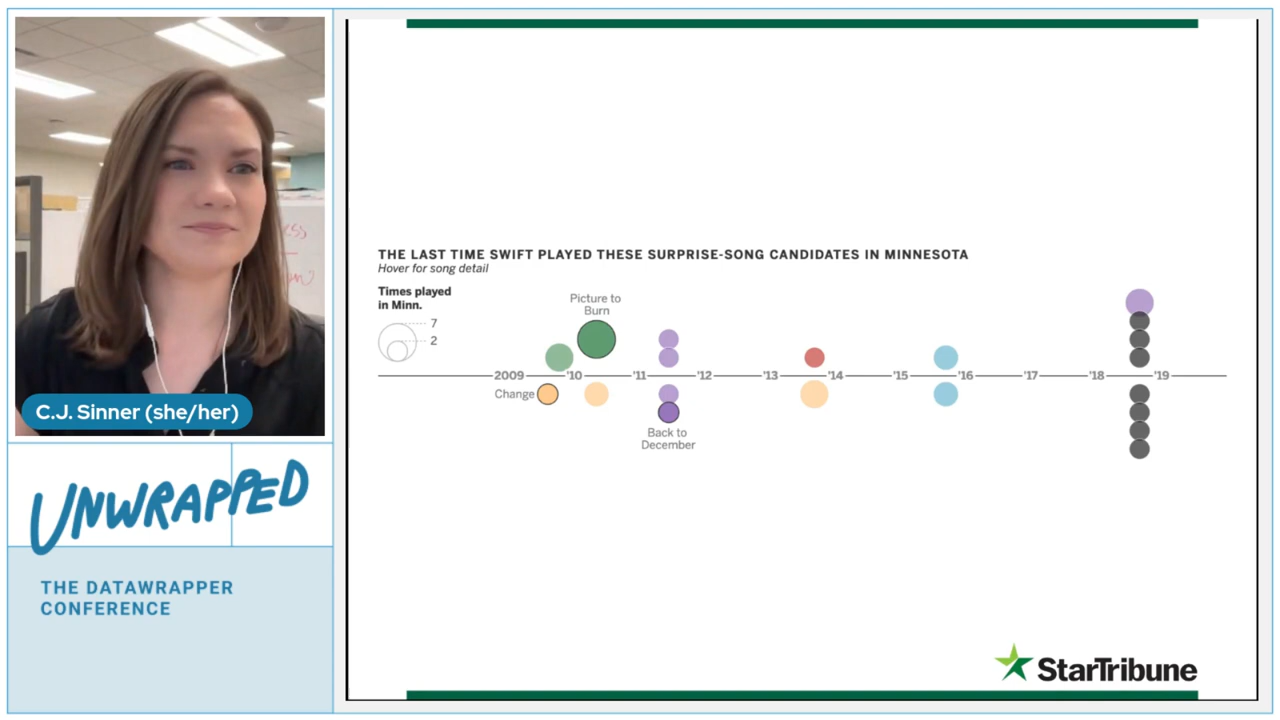 C.J. Sinner (she/her)
UNWRAPPED
THE DATAWRAPPER
CONFERENCE
THE LAST TIME SWIFT PLAYED THESE SURPRISE-SONG CANDIDATES IN MINNESOTA
Hover for song detail
Times played
in Minn.
7
2
Picture to
Burn
2009 '10 '11 '12 '13 '14 '15 '16 '17 '18 '19
Change
Back to
December
StarTribune